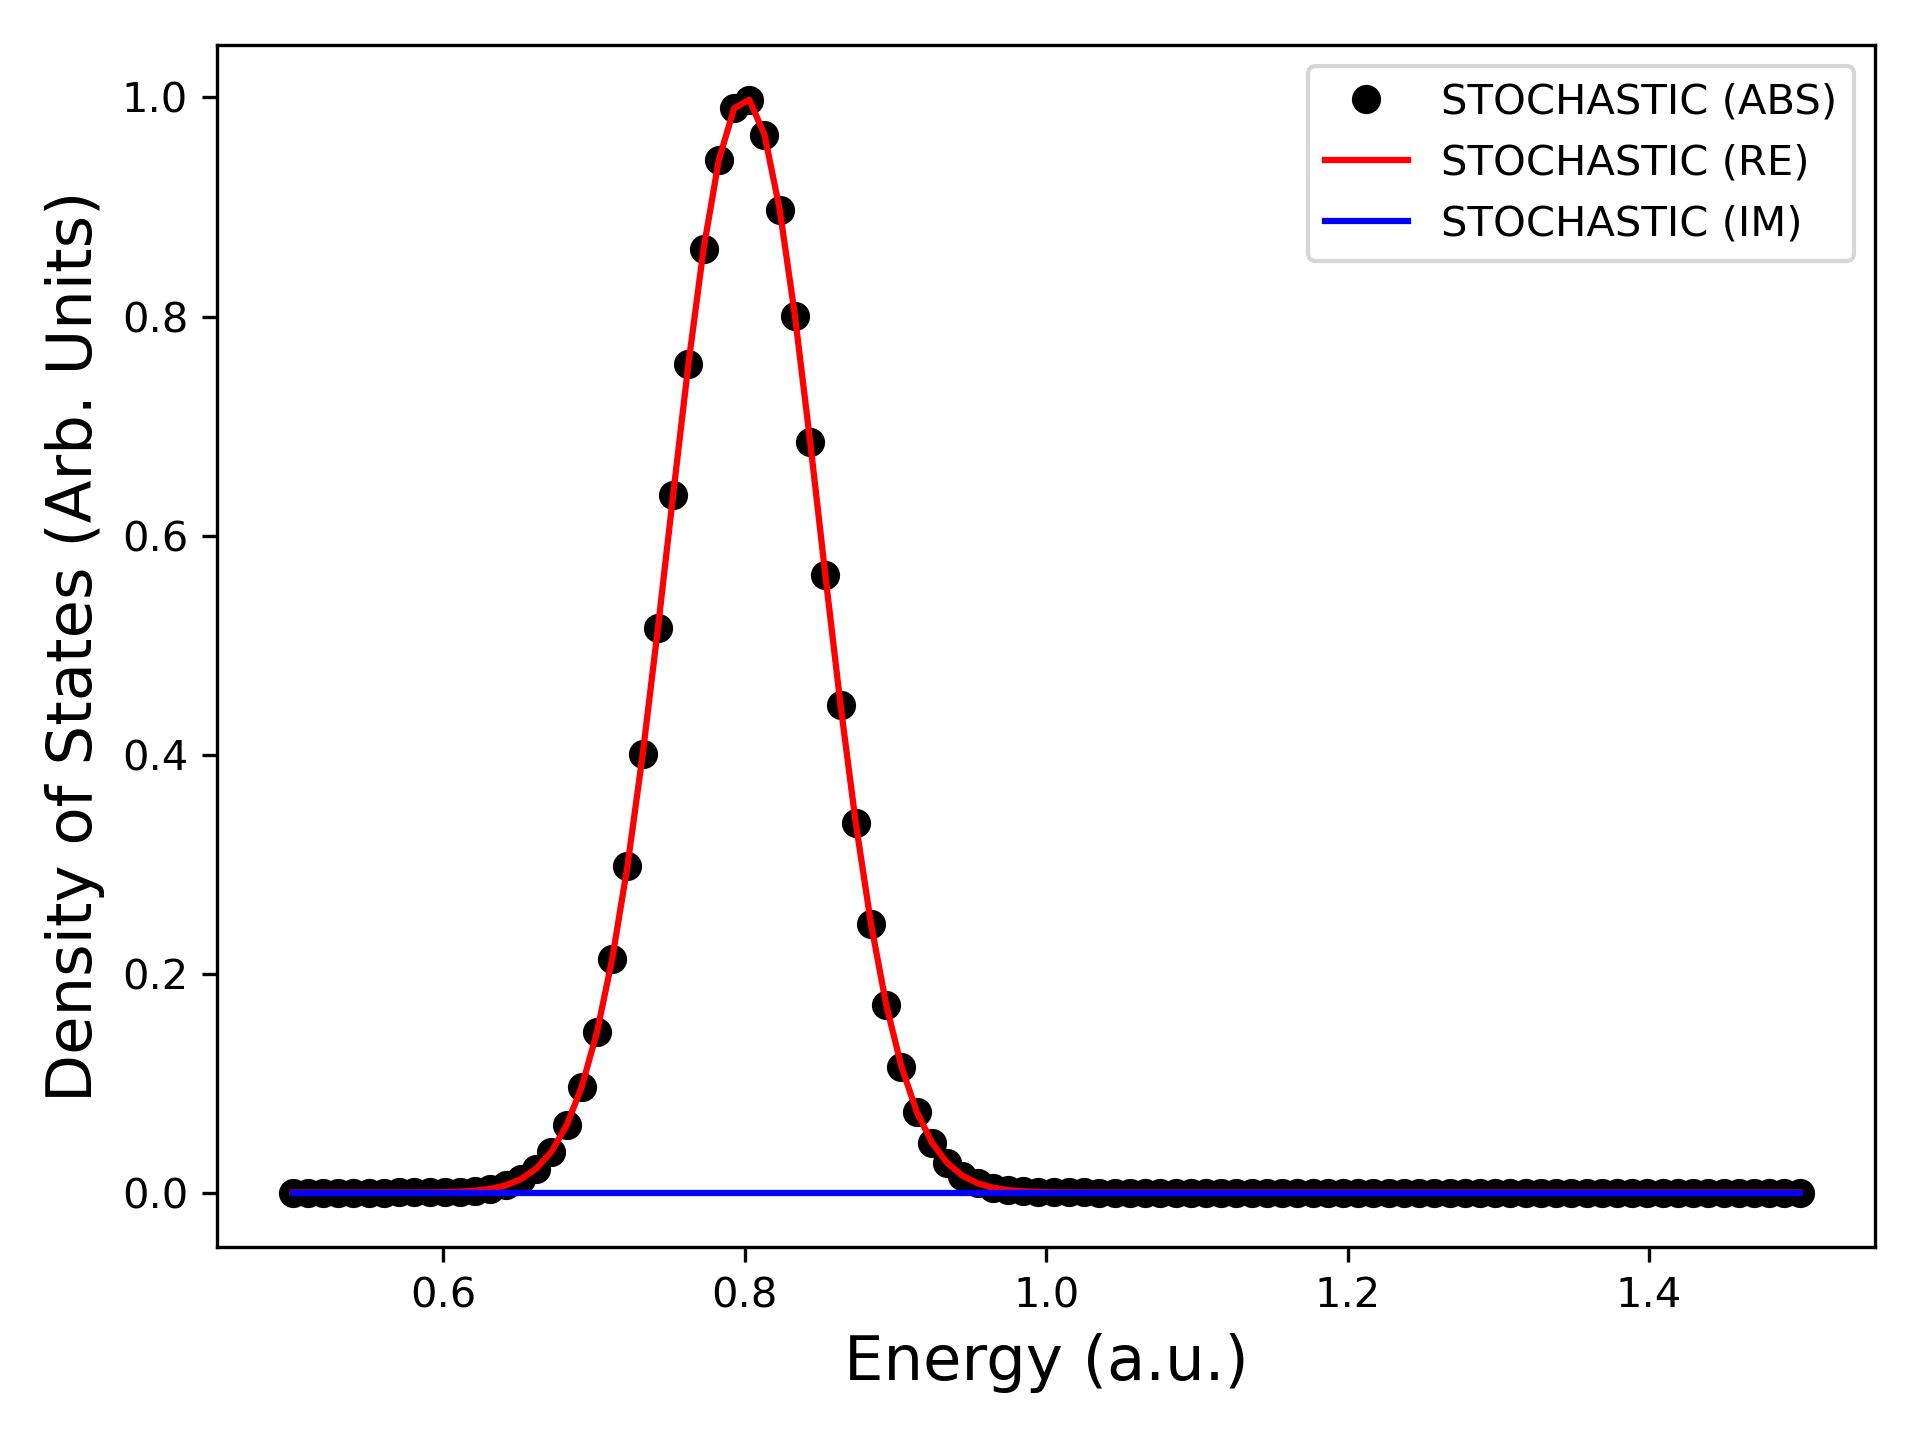 STOCHASTIC (ABS)
STOCHASTIC (RE)
STOCHASTIC (IM)
Density of States (Arb. Units)
1.0
0.8
0.6
0.4
0.2
0.0
0.6 0.8 1.0 1.2 1.4
Energy (a.u.)